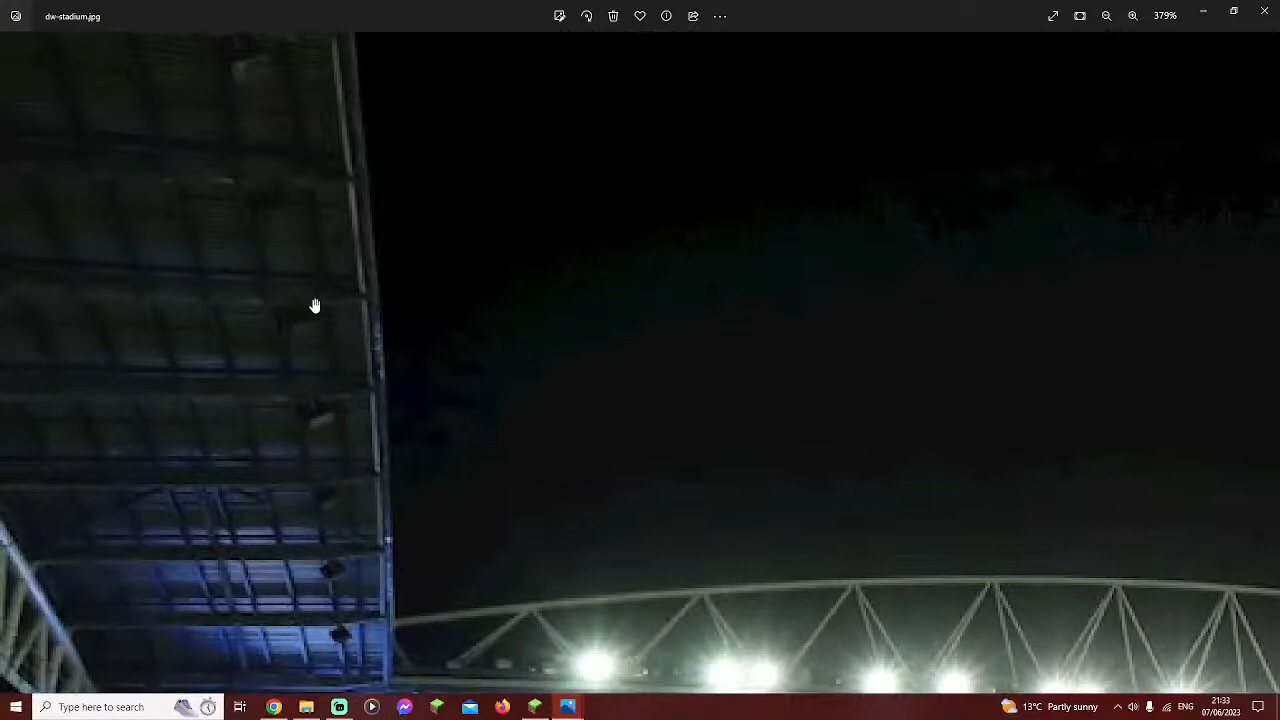 dw-stadium.jpg
379%
Type here to search
13°C Partly sunny
ENG
21:33
07/06/2023